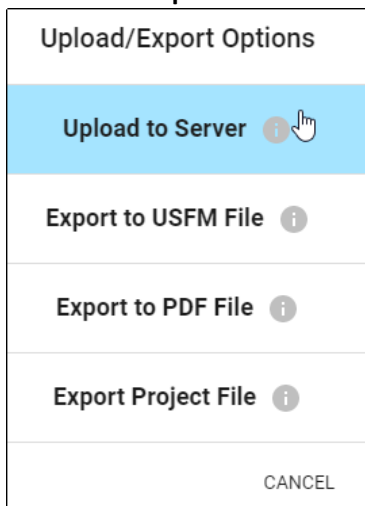 Upload/Export Options
Upload to Server
Export to USFM File
Export to PDF File
Export Project File
CANCEL